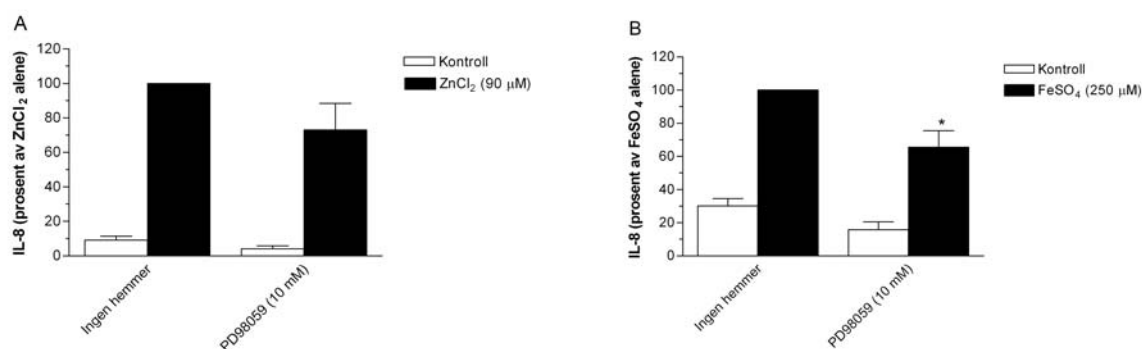 A
IL-8 (prosent av ZnCl₂ alene)
120
100
80
60
40
20
0
Kontroll
ZnCl₂ (90 µM)
Ingen hemmer
PD98059 (10 mM)
B
IL-8 (prosent av FeSO₄ alene)
120
100
80
60
40
20
0
*
Kontroll
FeSO₄ (250 µM)
Ingen hemmer
PD98059 (10 mM)